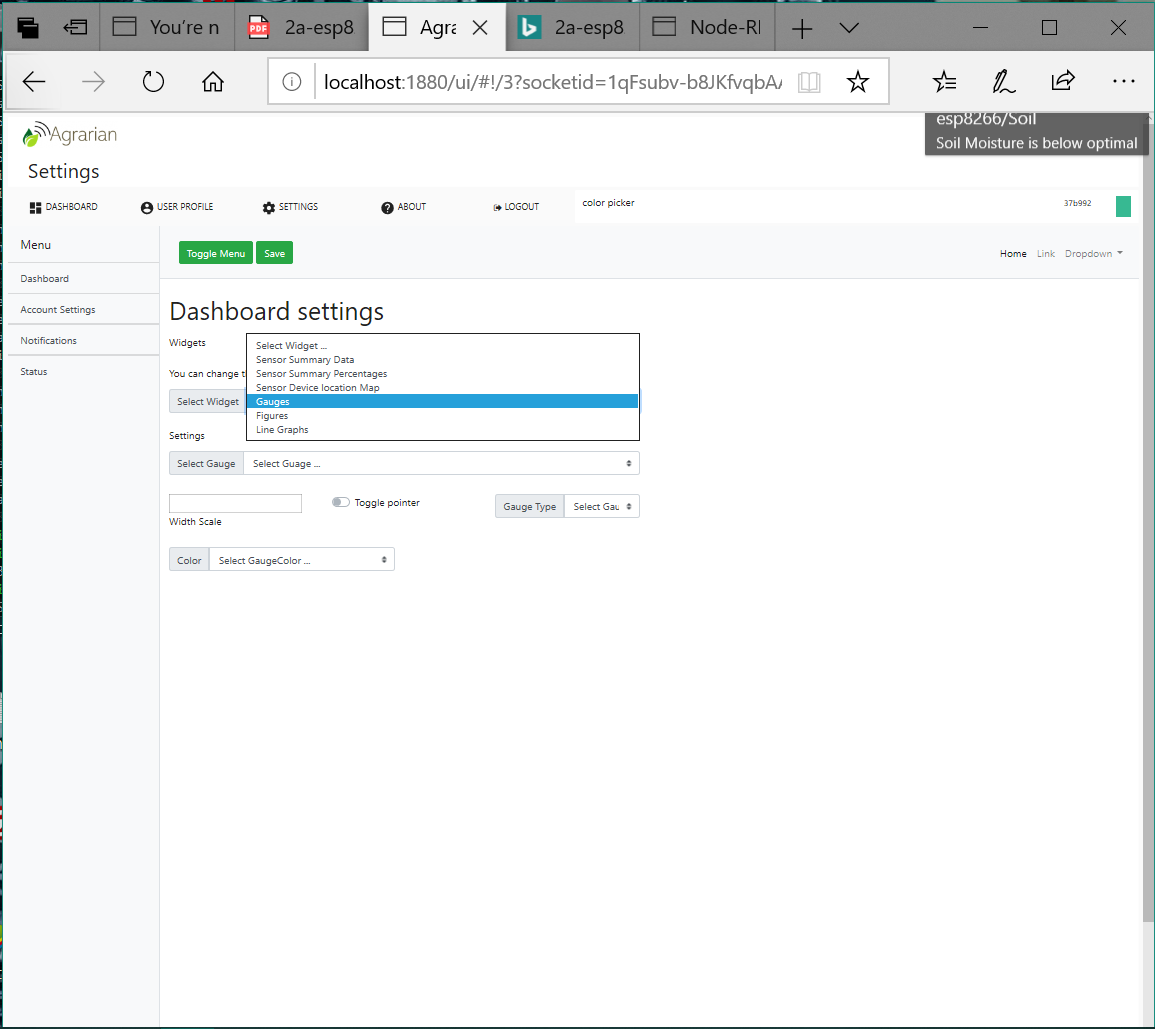 You're n
PDF
2a-esp8
Agra
b
2a-esp8
Node-RI
localhost:1880/ui/#!/3?socketid=1qFsubv-b8JKfvqbA
Agrarian
esp8266/Soil
Soil Moisture is below optimal
Settings
DASHBOARD
USER PROFILE
SETTINGS
ABOUT
LOGOUT
color picker
37b992
Menu
Dashboard
Account Settings
Notifications
Status
Toggle Menu
Save
Home
Link
Dropdown
Dashboard settings
Widgets
You can change t
Select Widget
Select Widget ...
Sensor Summary Data
Sensor Summary Percentages
Sensor Device location Map
Gauges
Figures
Line Graphs
Settings
Select Gauge
Select Guage ...
Width Scale
Toggle pointer
Gauge Type
Select Gau
Color
Select GaugeColor ...